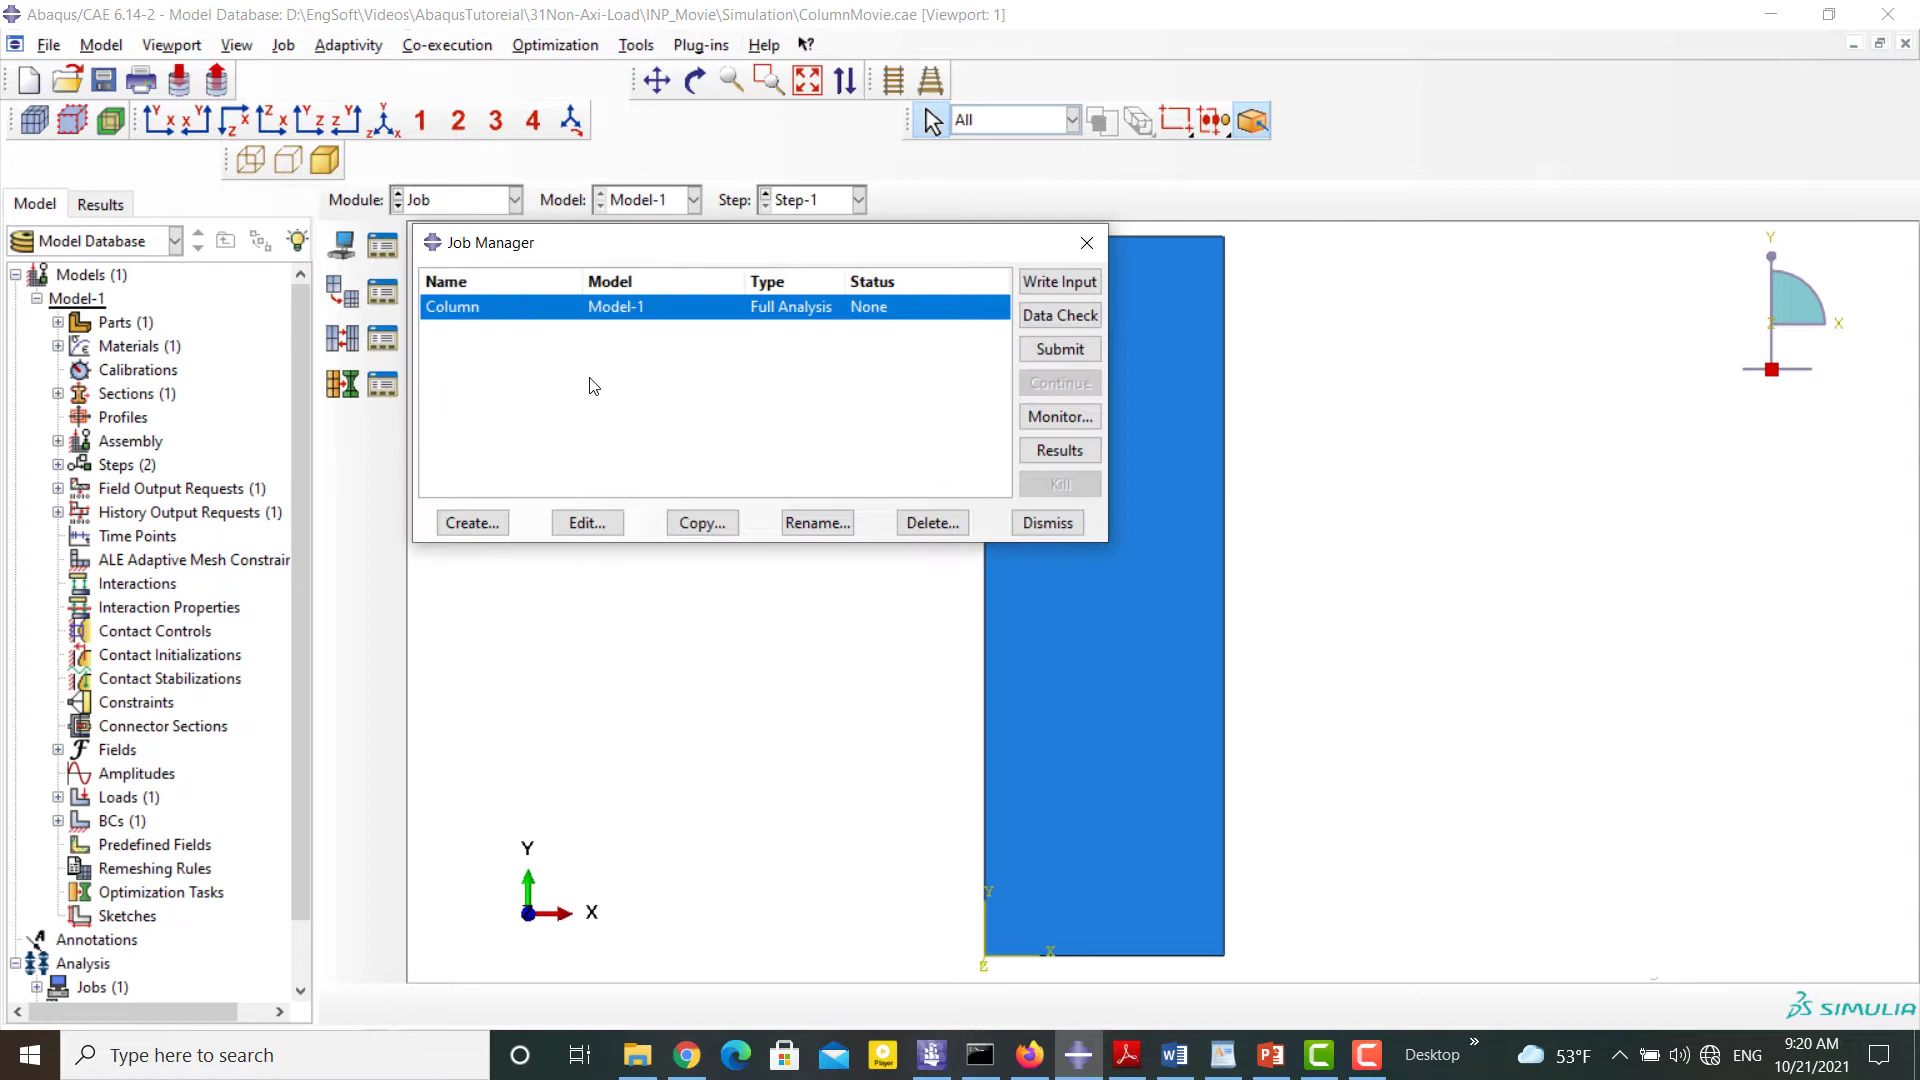 Abaqus/CAE 6.14-2 - Model Database: D:\EngSoft\Videos\AbaqusTutoreial\31Non-Axi-Load\INP_Movie\Simulation\ColumnMovie.cae [Viewport: 1]
File Model Viewport View Job Adaptivity Co-execution Optimization Tools Plug-ins Help
1 2 3 4 All
Model Results Module: Job Model: Model-1 Step: Step-1
Model Database
Models (1)
Model-1
Parts (1)
Materials (1)
Calibrations
Sections (1)
Profiles
Assembly
Steps (2)
Field Output Requests (1)
History Output Requests (1)
Time Points
ALE Adaptive Mesh Constrair
Interactions
Interaction Properties
Contact Controls
Contact Initializations
Contact Stabilizations
Constraints
Connector Sections
Fields
Amplitudes
Loads (1)
BCs (1)
Predefined Fields
Remeshing Rules
Optimization Tasks
Sketches
Annotations
Analysis
Jobs (1)
Job Manager
Name Model Type Status
Column Model-1 Full Analysis None
Write Input
Data Check
Submit
Continue
Monitor...
Results
Kill
Create... Edit... Copy... Rename... Delete... Dismiss
Y
X
Z
Y
X
Y
X
Z
SIMULIA
Type here to search
Player
Desktop
53°F
ENG
9:20 AM
10/21/2021